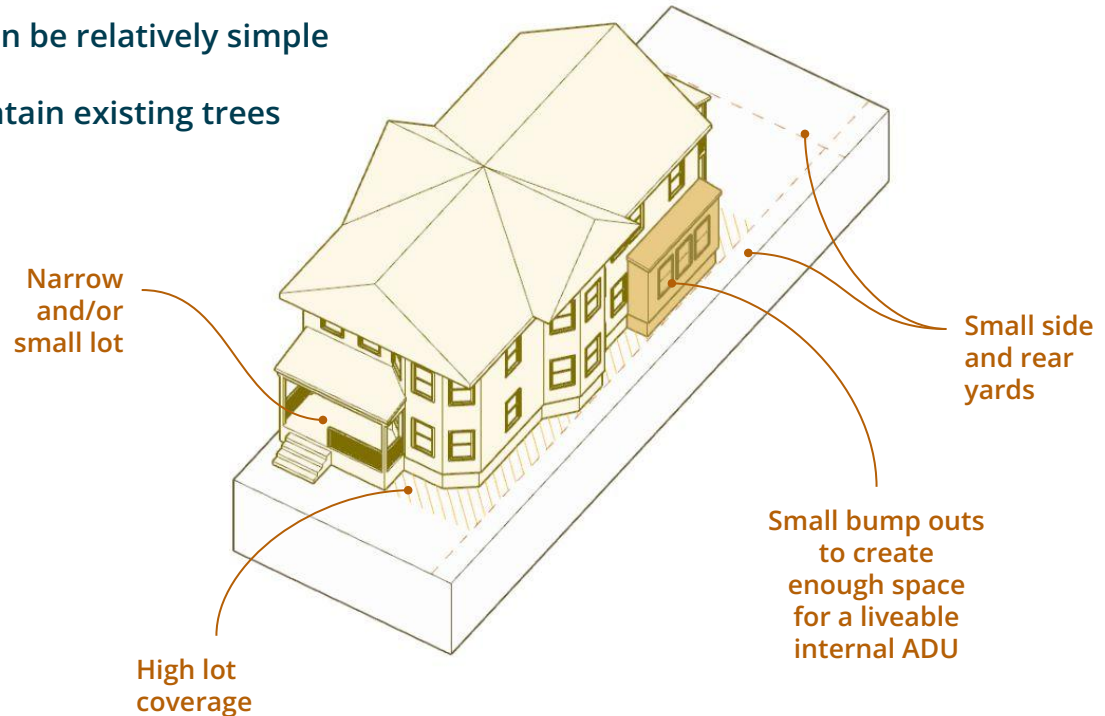 be relatively simple
existing trees
Narrow
and/or
small lot
Small side
and rear
yards
Small bump outs
to create
enough space
for a liveable
internal ADU
High lot
coverage